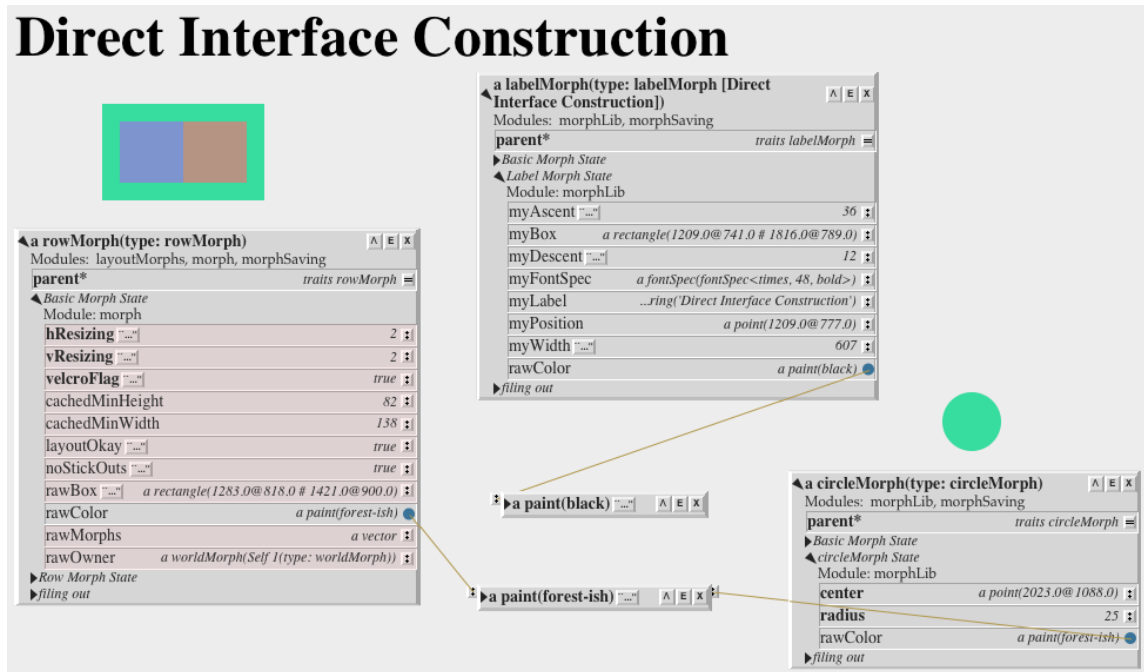 Direct Interface Construction
a labelMorph(type: labelMorph [Direct
Interface Construction])
Λ E X
Modules: morphLib, morphSaving
parent* traits labelMorph =
Basic Morph State
Label Morph State
Module: morphLib
myAscent "..." 36
myBox a rectangle(1209.0@741.0 # 1816.0@789.0)
myDescent "..." 12
myFontSpec a fontSpec(fontSpec<times, 48, bold>)
myLabel ...ring('Direct Interface Construction')
myPosition a point(1209.0@777.0)
myWidth "..." 607
rawColor a paint(black)
filing out
a rowMorph(type: rowMorph) Λ E X
Modules: layoutMorphs, morph, morphSaving
parent* traits rowMorph =
Basic Morph State
Module: morph
hResizing "..." 2
vResizing "..." 2
velcroFlag "..." true
cachedMinHeight 82
cachedMinWidth 138
layoutOkay "..." true
noStickOuts "..." true
rawBox "..." a rectangle(1283.0@818.0 # 1421.0@900.0)
rawColor a paint(forest-ish)
rawMorphs a vector
rawOwner a worldMorph(Self 1(type: worldMorph))
Row Morph State
filing out
a paint(black) "..." Λ E X
a paint(forest-ish) "..." Λ E X
a circleMorph(type: circleMorph) Λ E X
Modules: morphLib, morphSaving
parent* traits circleMorph =
Basic Morph State
circleMorph State
Module: morphLib
center a point(2023.0@1088.0)
radius 25
rawColor a paint(forest-ish)
filing out